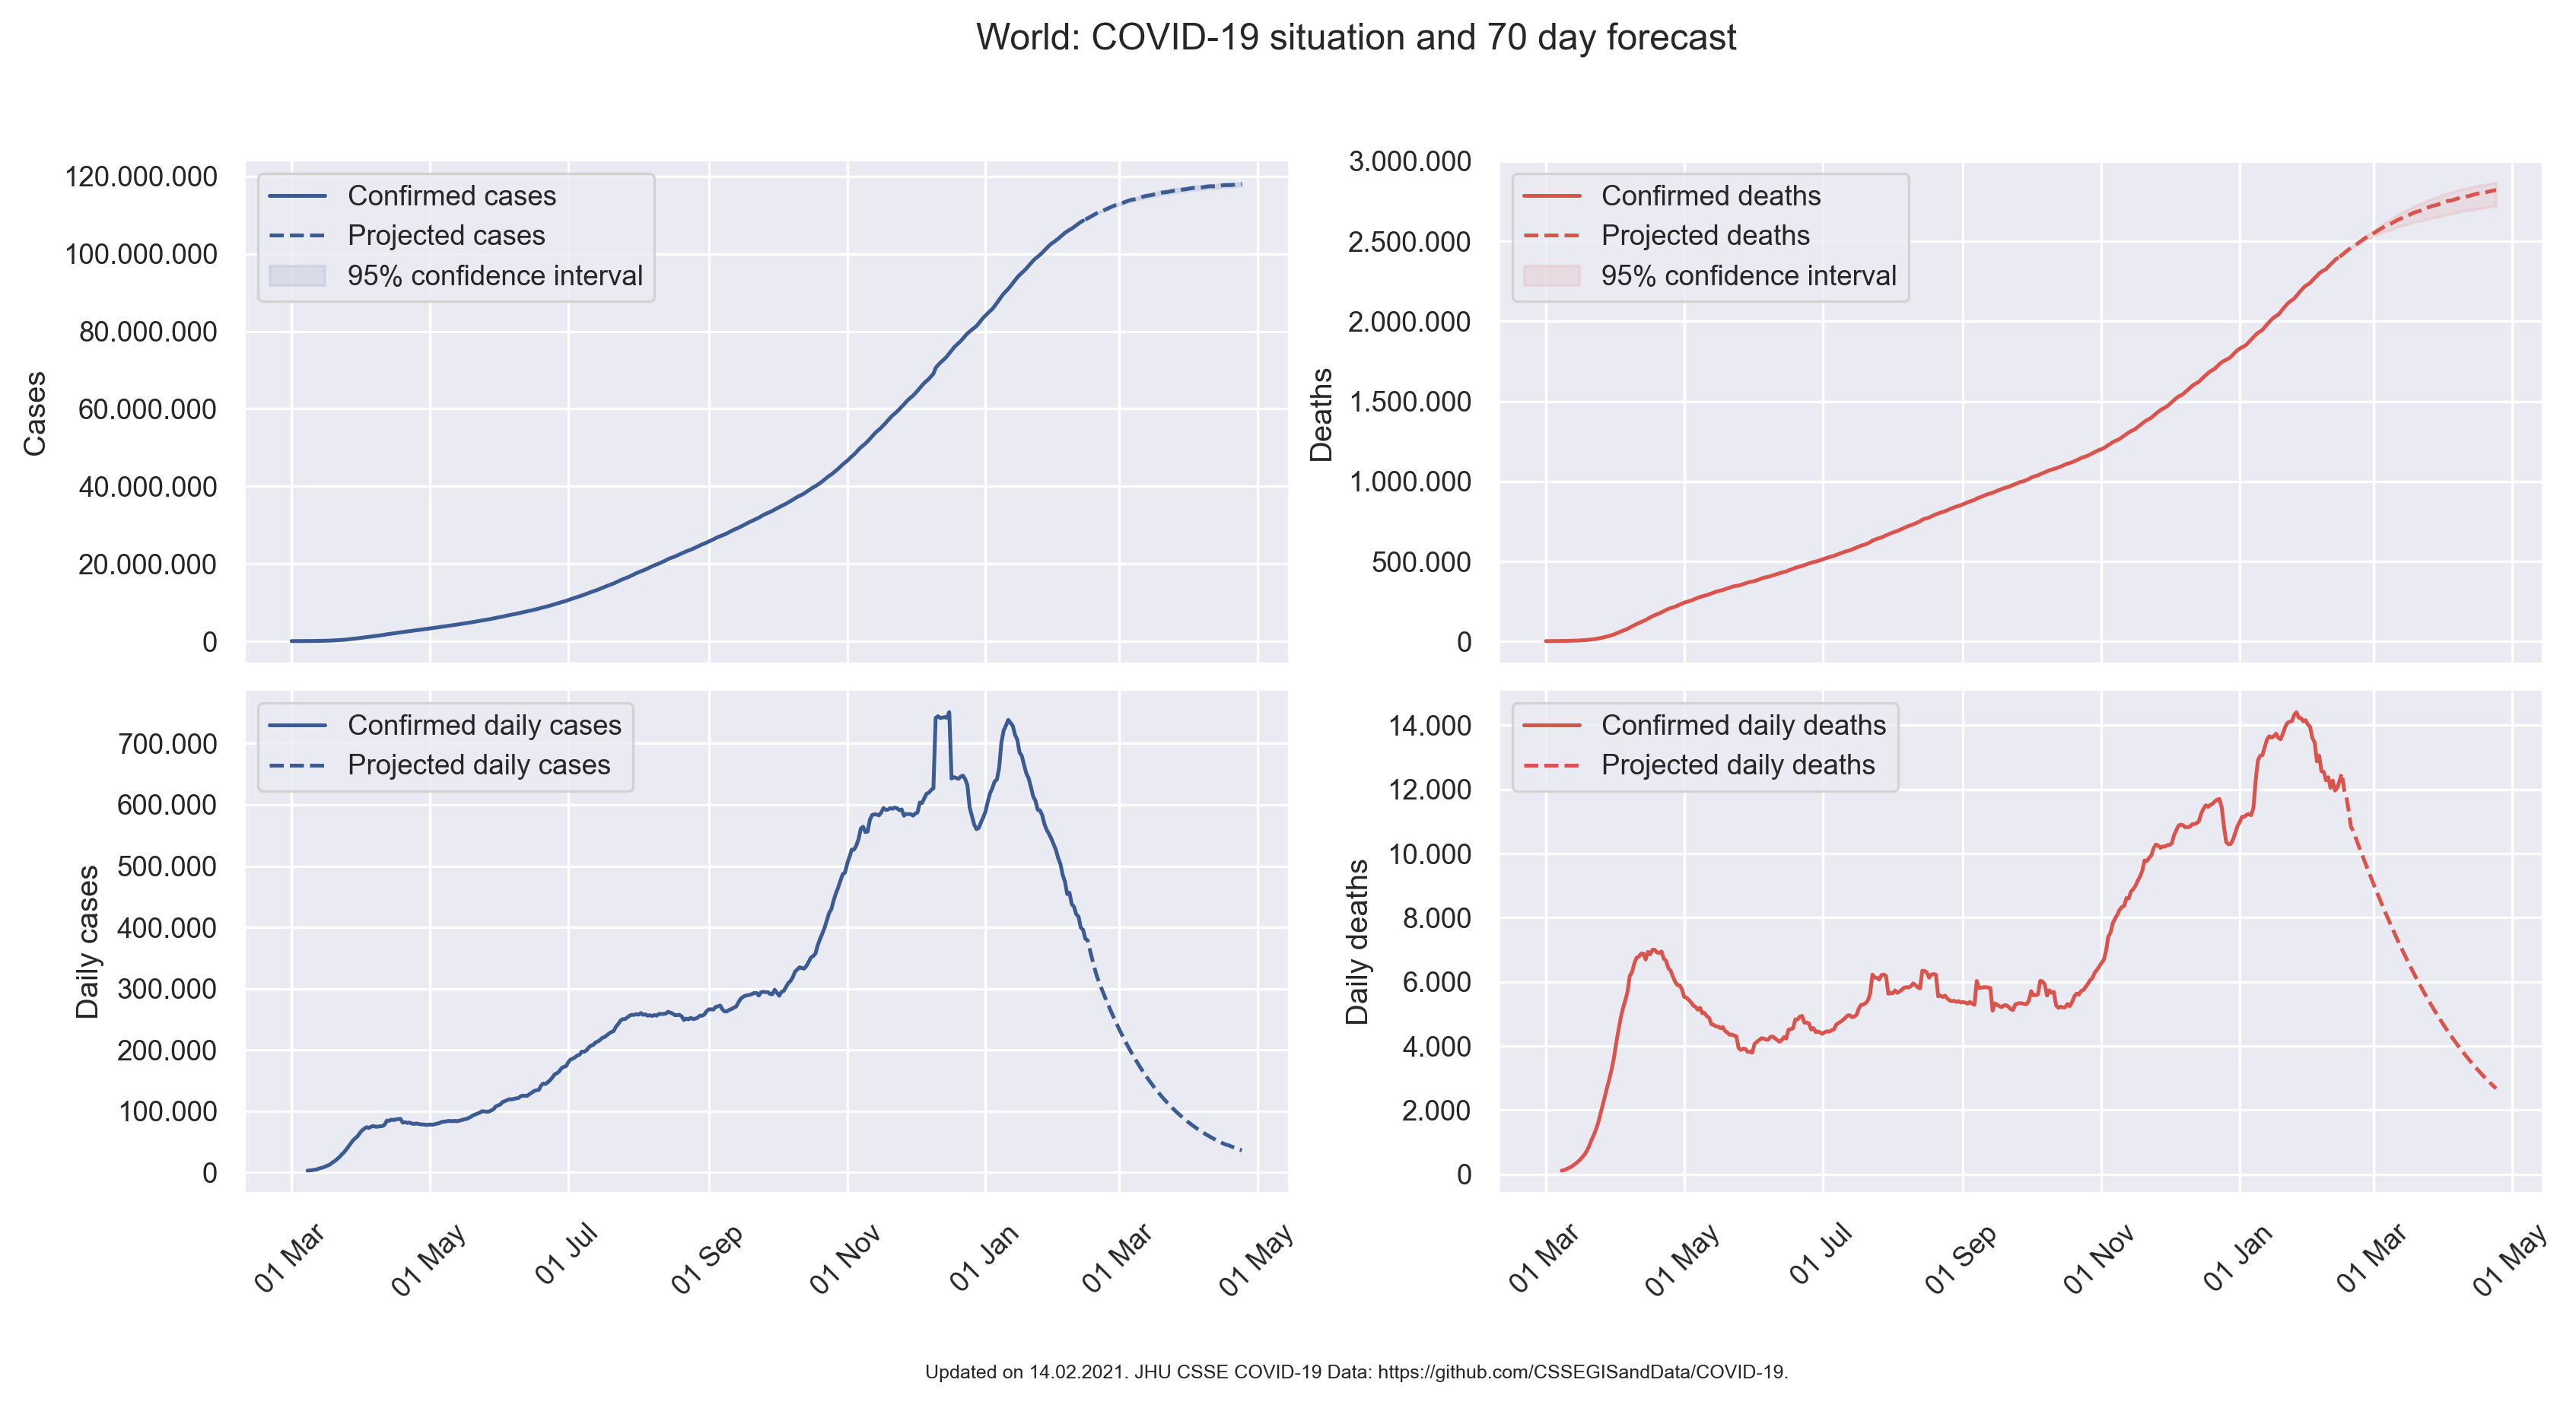 World: COVID-19 situation and 70 day forecast
120.000.000
100.000.000
80.000.000
60.000.000
40.000.000
20.000.000
0
Cases
Confirmed cases
Projected cases
95% confidence interval
3.000.000
2.500.000
2.000.000
1.500.000
1.000.000
500.000
0
Deaths
Confirmed deaths
Projected deaths
95% confidence interval
700.000
600.000
500.000
400.000
300.000
200.000
100.000
0
Daily cases
Confirmed daily cases
Projected daily cases
01 Mar
01 May
01 Jul
01 Sep
01 Nov
01 Jan
01 Mar
01 May
14.000
12.000
10.000
8.000
6.000
4.000
2.000
0
Daily deaths
Confirmed daily deaths
Projected daily deaths
01 Mar
01 May
01 Jul
01 Sep
01 Nov
01 Jan
01 Mar
01 May
Updated on 14.02.2021. JHU CSSE COVID-19 Data: https://github.com/CSSEGISandData/COVID-19.